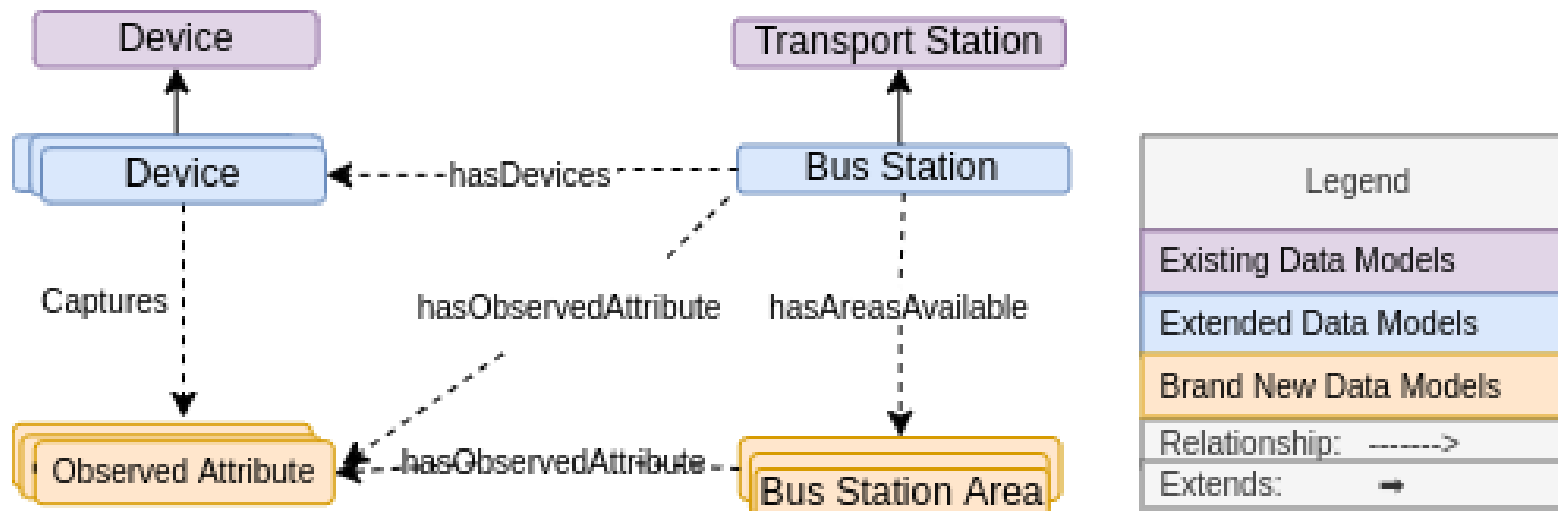 Device
Transport Station
Device
hasDevices
Bus Station
Captures
hasObservedAttribute
hasAreasAvailable
Observed Attribute
hasObservedAttribute
Bus Station Area
Legend
Existing Data Models
Extended Data Models
Brand New Data Models
Relationship: ------->
Extends: ➡